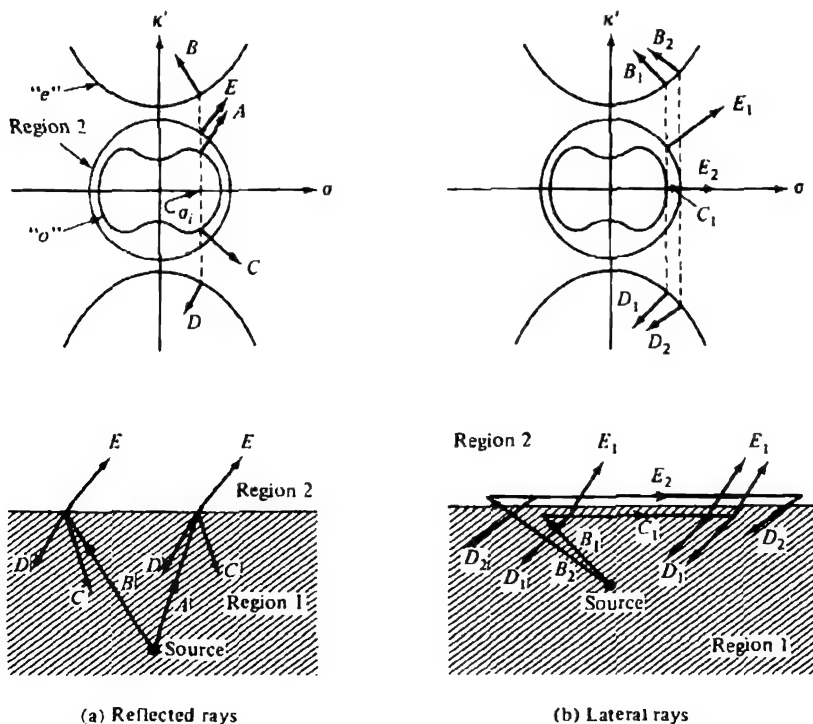 κ'
B
"e"
E
A
Region 2
σ
σi
"o"
C
D
κ'
B2
B1
E1
E2
σ
C1
D1
D2
E
E
Region 2
D
C
B
A
D
C
Region 1
Source
Region 2
E1
E1
E2
C1
B1
D2
D1
B2
D1
D2
Source
Region 1
(a) Reflected rays
(b) Lateral rays